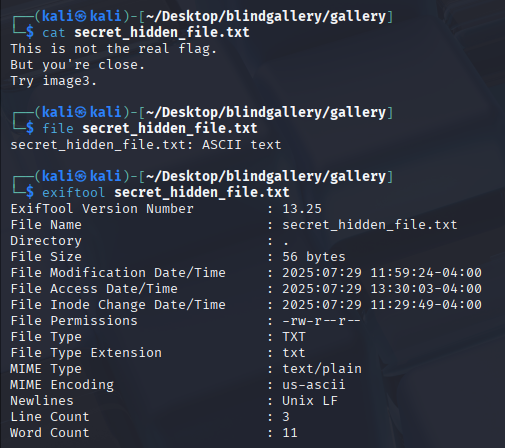 ┌──(kali㉿kali)-[~/Desktop/blindgallery/gallery]
└─$ cat secret_hidden_file.txt
This is not the real flag.
But you're close.
Try image3.
┌──(kali㉿kali)-[~/Desktop/blindgallery/gallery]
└─$ file secret_hidden_file.txt
secret_hidden_file.txt: ASCII text
┌──(kali㉿kali)-[~/Desktop/blindgallery/gallery]
└─$ exiftool secret_hidden_file.txt
ExifTool Version Number         : 13.25
File Name                       : secret_hidden_file.txt
Directory                       : .
File Size                       : 56 bytes
File Modification Date/Time     : 2025:07:29 11:59:24-04:00
File Access Date/Time           : 2025:07:29 13:30:03-04:00
File Inode Change Date/Time     : 2025:07:29 11:29:49-04:00
File Permissions                : -rw-r--r--
File Type                       : TXT
File Type Extension             : txt
MIME Type                       : text/plain
MIME Encoding                   : us-ascii
Newlines                        : Unix LF
Line Count                      : 3
Word Count                      : 11